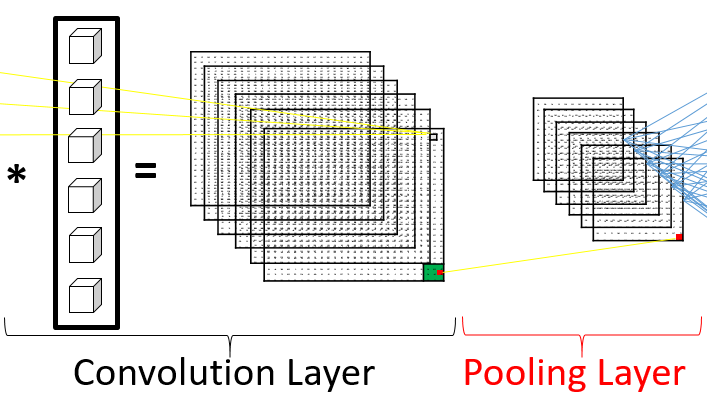 * =
Convolution Layer
Pooling Layer